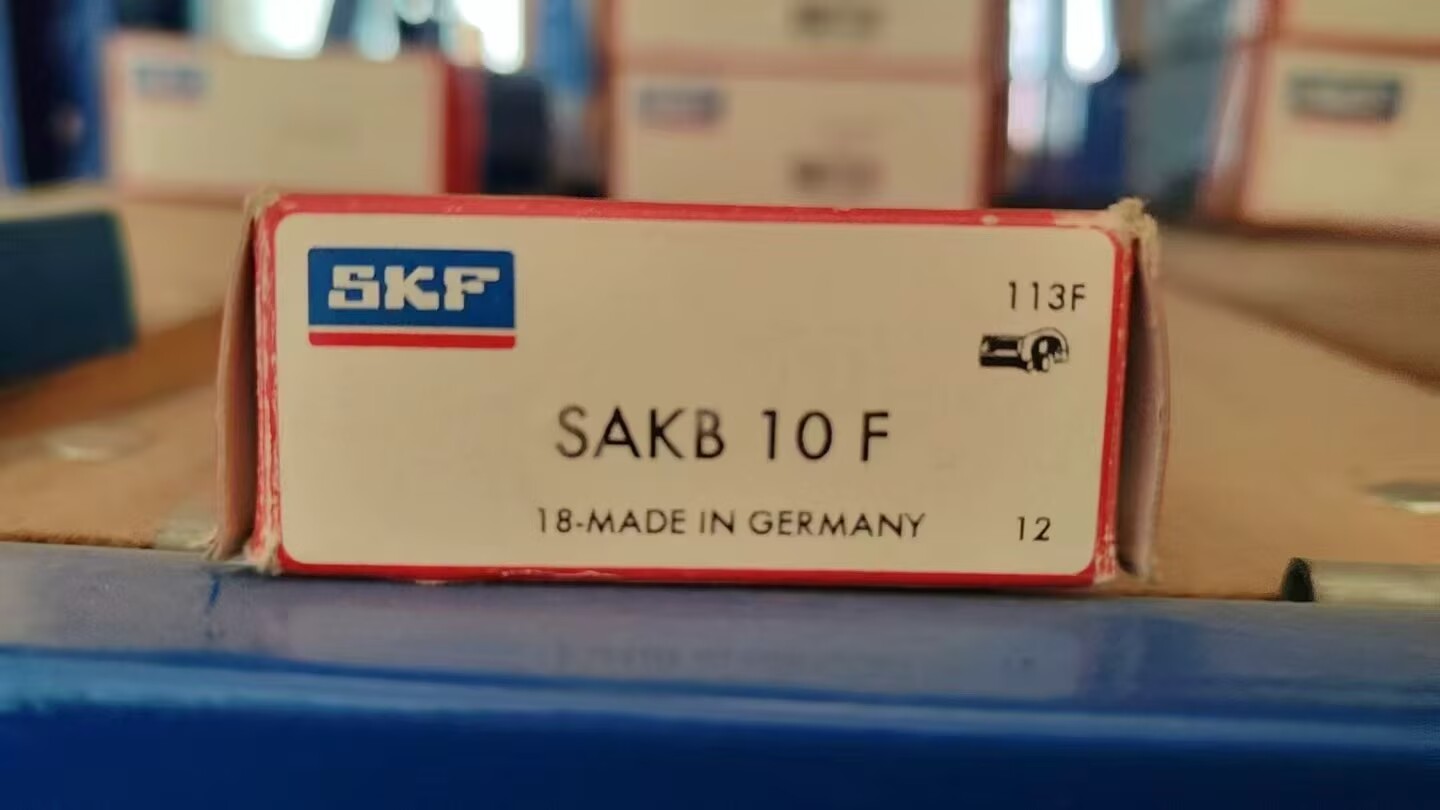 SKF
113F
SAKB 10 F
18-MADE IN GERMANY 12